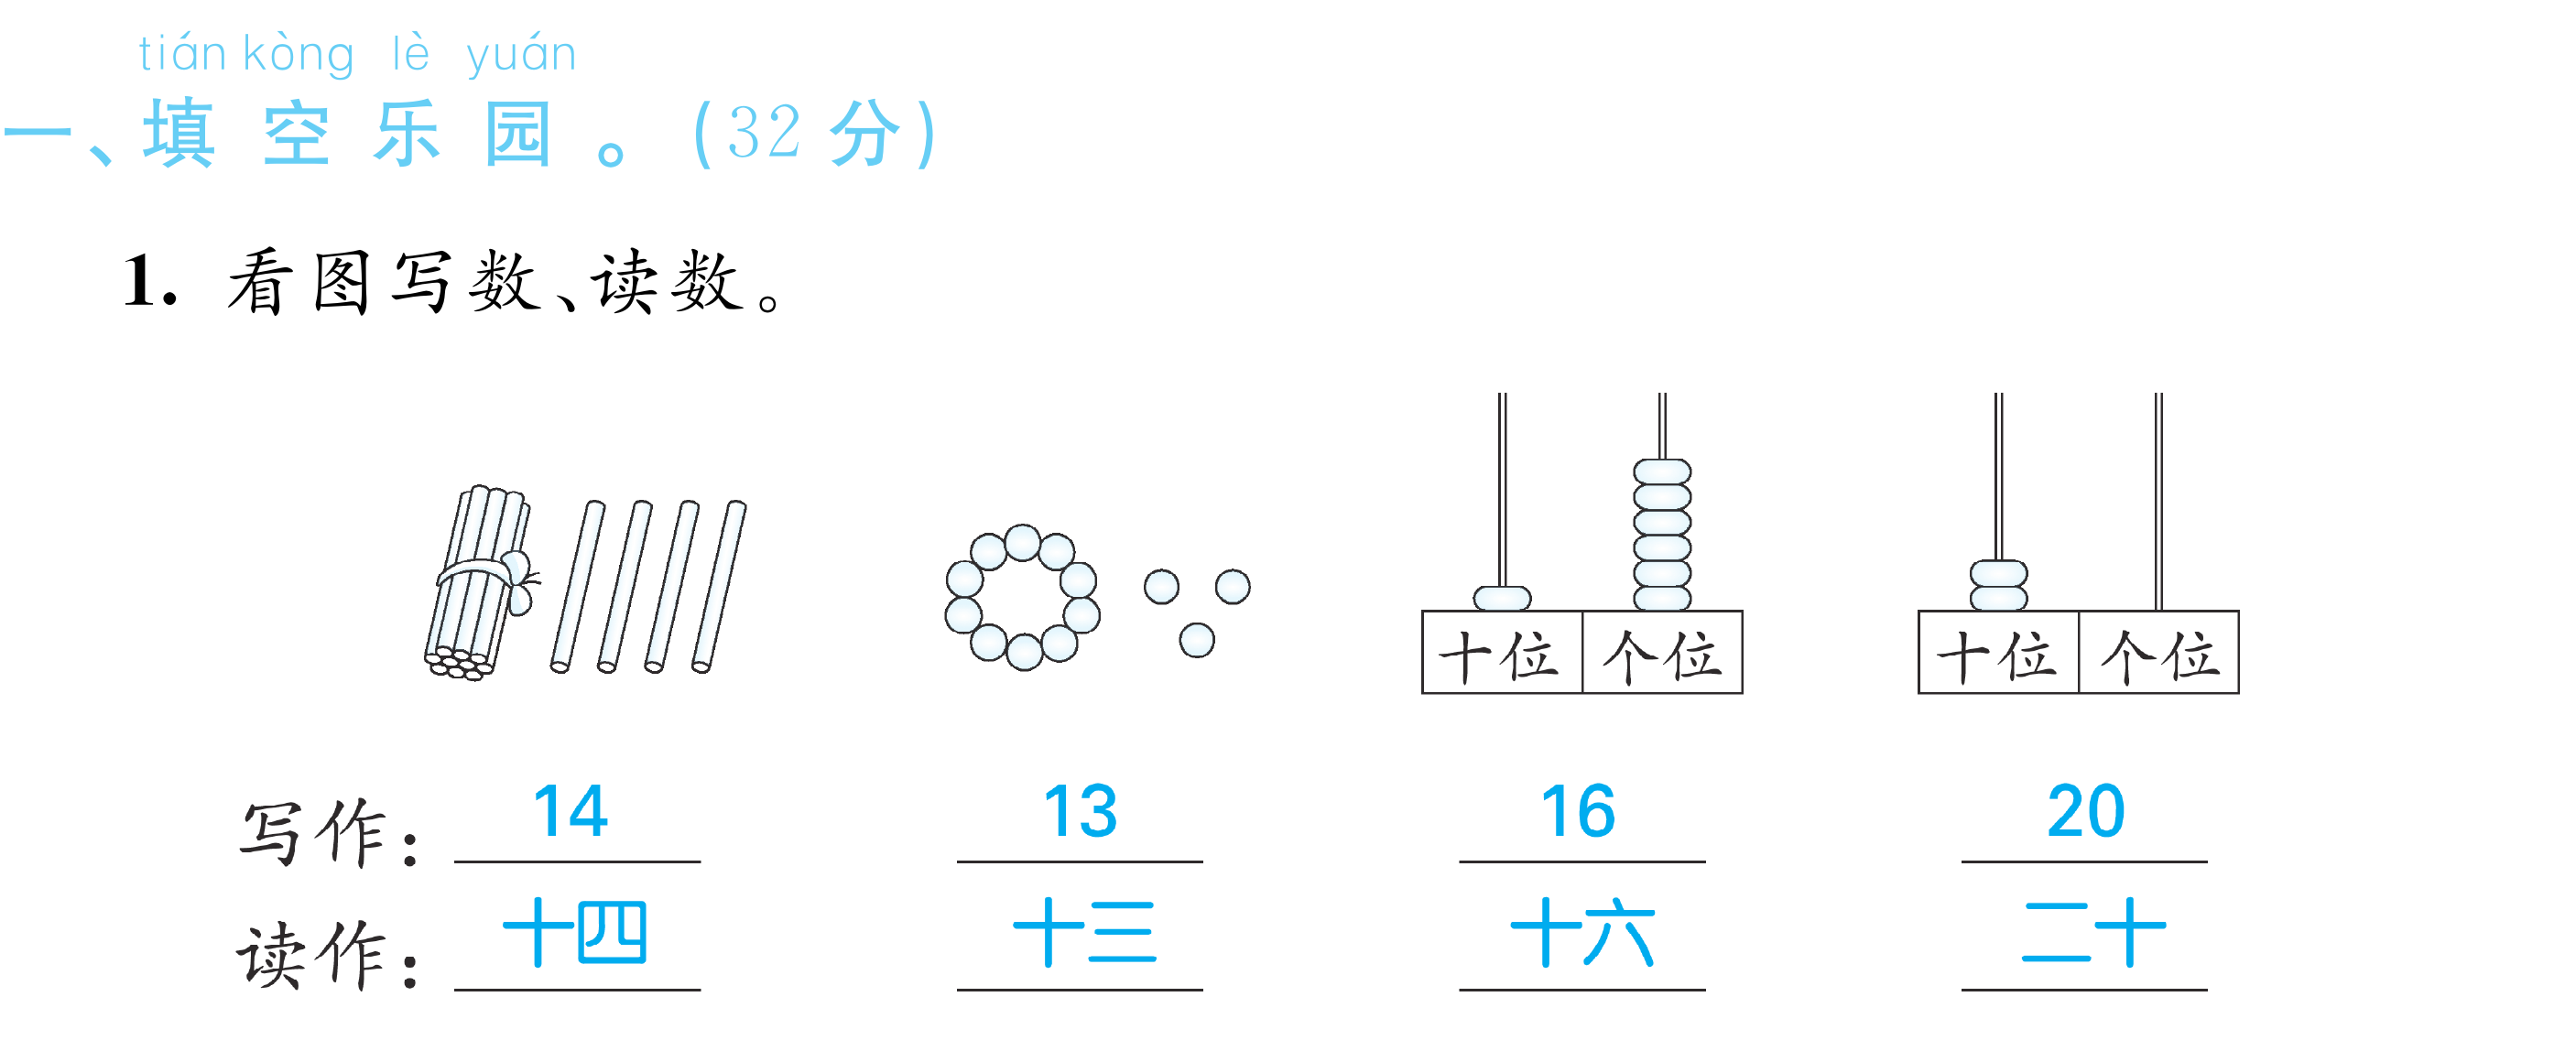 tián kòng lè yuán
一、填空乐园。(32分)
1. 看图写数、读数。
十位 个位 十位 个位
写作: 14 13 16 20
读作: 十四 十三 十六 二十